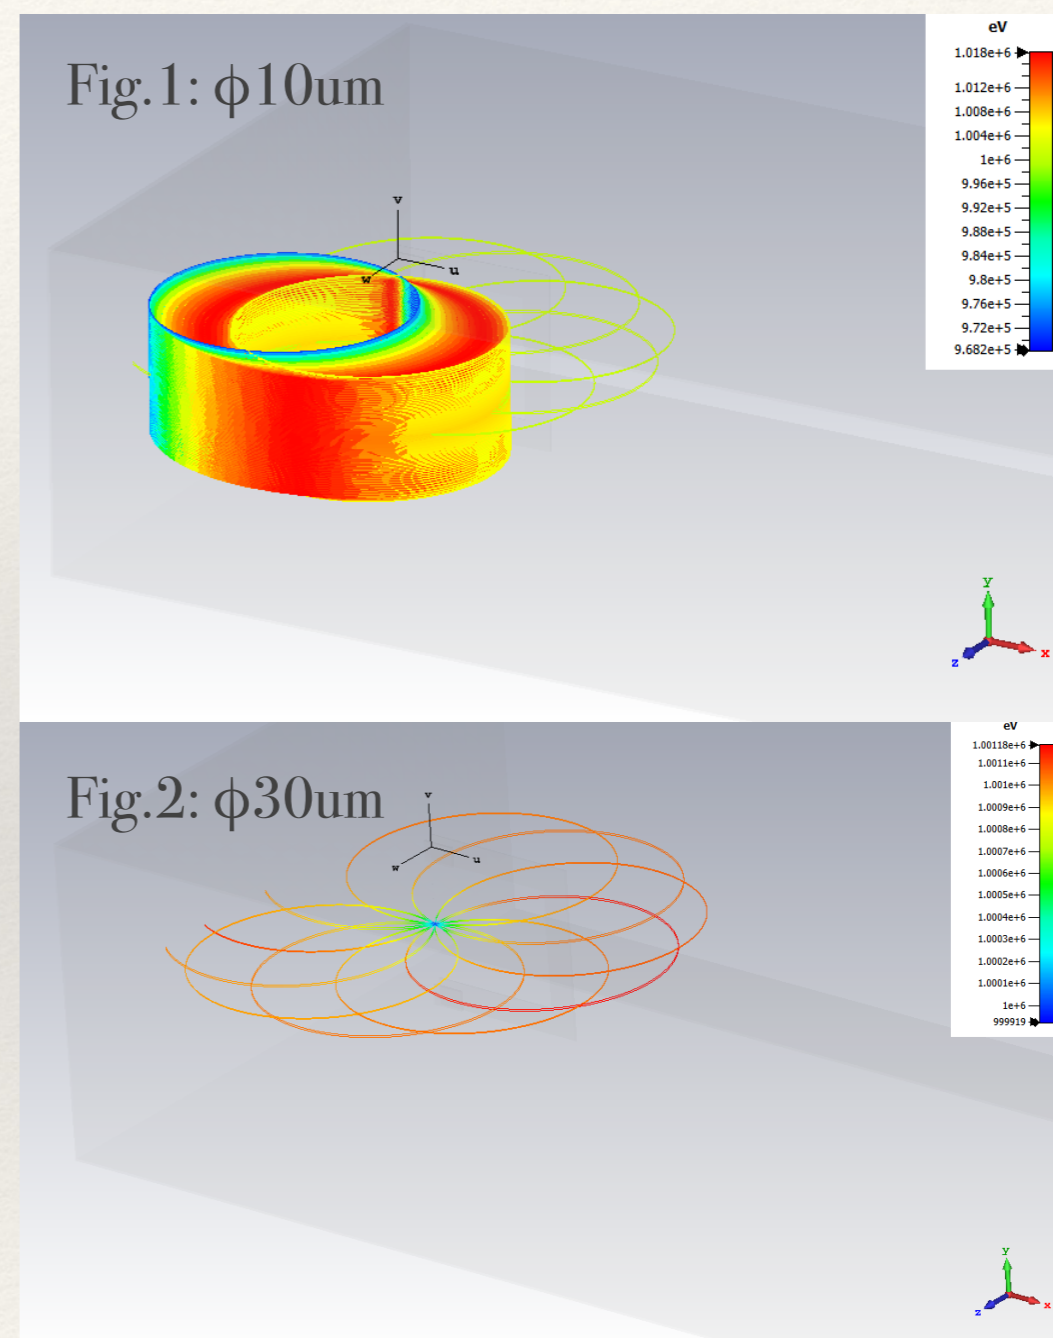 Fig.1: ϕ10um
eV
1.018e+6
1.012e+6
1.008e+6
1.004e+6
1e+6
9.96e+5
9.92e+5
9.88e+5
9.84e+5
9.8e+5
9.76e+5
9.72e+5
9.682e+5
v
u
w
y
x
z
Fig.2: ϕ30um
eV
1.00118e+6
1.0011e+6
1.001e+6
1.0009e+6
1.0008e+6
1.0007e+6
1.0006e+6
1.0005e+6
1.0004e+6
1.0003e+6
1.0002e+6
1.0001e+6
1e+6
999919
v
u
w
y
x
z